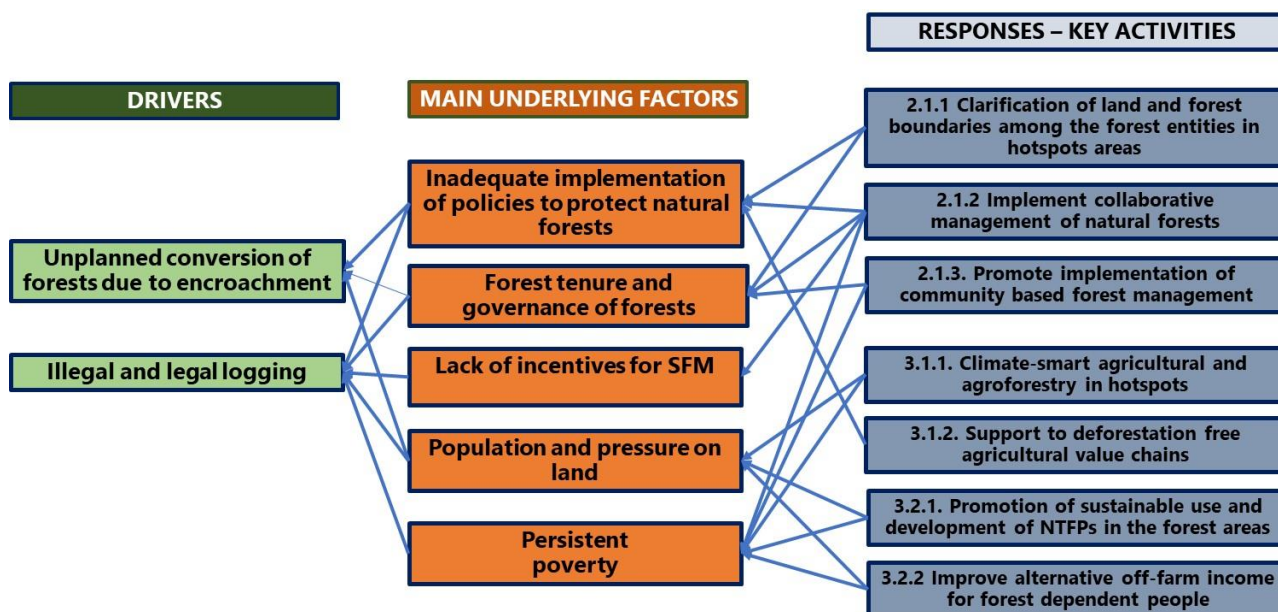 DRIVERS
Unplanned conversion of
forests due to encroachment
Illegal and legal logging
MAIN UNDERLYING FACTORS
Inadequate implementation
of policies to protect natural
forests
Forest tenure and
governance of forests
Lack of incentives for SFM
Population and pressure on
land
Persistent
poverty
RESPONSES – KEY ACTIVITIES
2.1.1 Clarification of land and forest
boundaries among the forest entities in
hotspots areas
2.1.2 Implement collaborative
management of natural forests
2.1.3. Promote implementation of
community based forest management
3.1.1. Climate-smart agricultural and
agroforestry in hotspots
3.1.2. Support to deforestation free
agricultural value chains
3.2.1. Promotion of sustainable use and
development of NTFPs in the forest areas
3.2.2 Improve alternative off-farm income
for forest dependent people